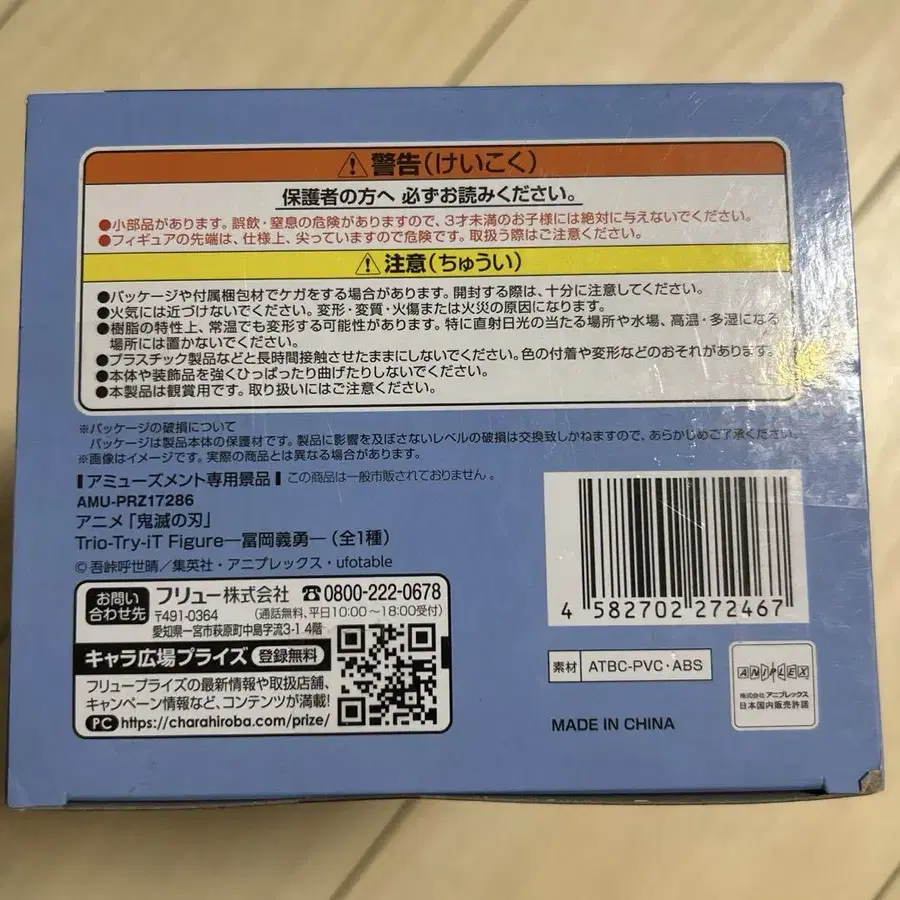 ⚠警告(けいこく)
保護者の方へ 必ずお読みください。
●小部品があります。誤飲・窒息の危険がありますので、3才未満のお子様には絶対に与えないでください。
●フィギュアの先端は、仕様上、尖っていますので危険です。取扱う際はご注意ください。
⚠注意(ちゅうい)
●パッケージや付属梱包材でケガをする場合があります。開封する際は、十分に注意してください。
●火気には近づけないでください。変形・変質・火傷または火災の原因になります。
●樹脂の特性上、常温でも変形する可能性があります。特に直射日光の当たる場所や水場、高温・多湿になる
場所には置かないでください。
●プラスチック製品などと長時間接触させたままにしないでください。色の付着や変形などのおそれがあります。
●本体や装飾品を強くひっぱったり曲げたりしないでください。
●本製品は観賞用です。取り扱いにはご注意ください。
※パッケージの破損について
パッケージは製品本体の保護材です。製品に影響を及ぼさないレベルの破損は交換致しかねますので、あらかじめご了承ください。
※画像はイメージです。実際の商品とは異なる場合があります。
アミューズメント専用景品 この商品は一般市販されておりません。
AMU-PRZ17286
アニメ「鬼滅の刃」
Trio-Try-iT Figure―冨岡義勇―(全1種)
©吾峠呼世晴/集英社・アニプレックス・ufotable
お問い
合わせ先
フリュー株式会社 ☎0800-222-0678
〒491-0364 (通話無料、平日10:00〜18:00受付)
愛知県一宮市萩原町中島字流3-1 4階
キャラ広場プライズ 登録無料
フリュープライズの最新情報や取扱店舗、
キャンペーン情報など、コンテンツが満載!
PC https://charahiroba.com/prize/
4 582702 272467
素材 ATBC-PVC・ABS
MADE IN CHINA
ANIPLEX
株式会社 アニプレックス
日本国内販売許諾